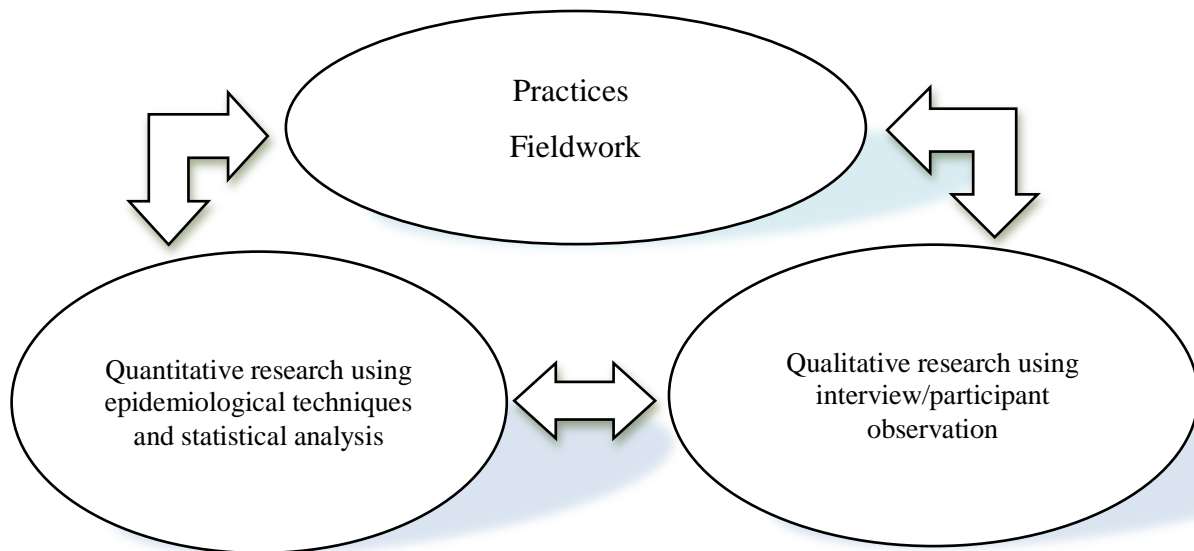 Practices
Fieldwork
Quantitative research using
epidemiological techniques
and statistical analysis
Qualitative research using
interview/participant
observation